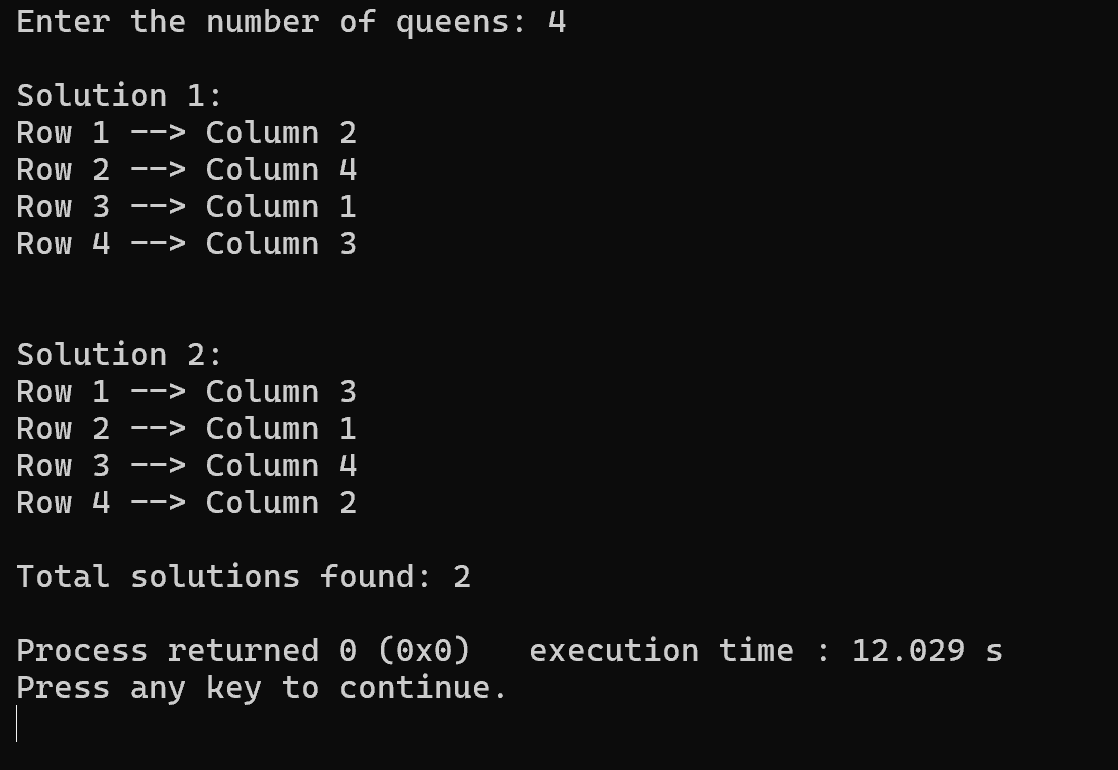 Enter the number of queens: 4
Solution 1:
Row 1 --> Column 2
Row 2 --> Column 4
Row 3 --> Column 1
Row 4 --> Column 3
Solution 2:
Row 1 --> Column 3
Row 2 --> Column 1
Row 3 --> Column 4
Row 4 --> Column 2
Total solutions found: 2
Process returned 0 (0x0)   execution time : 12.029 s
Press any key to continue.